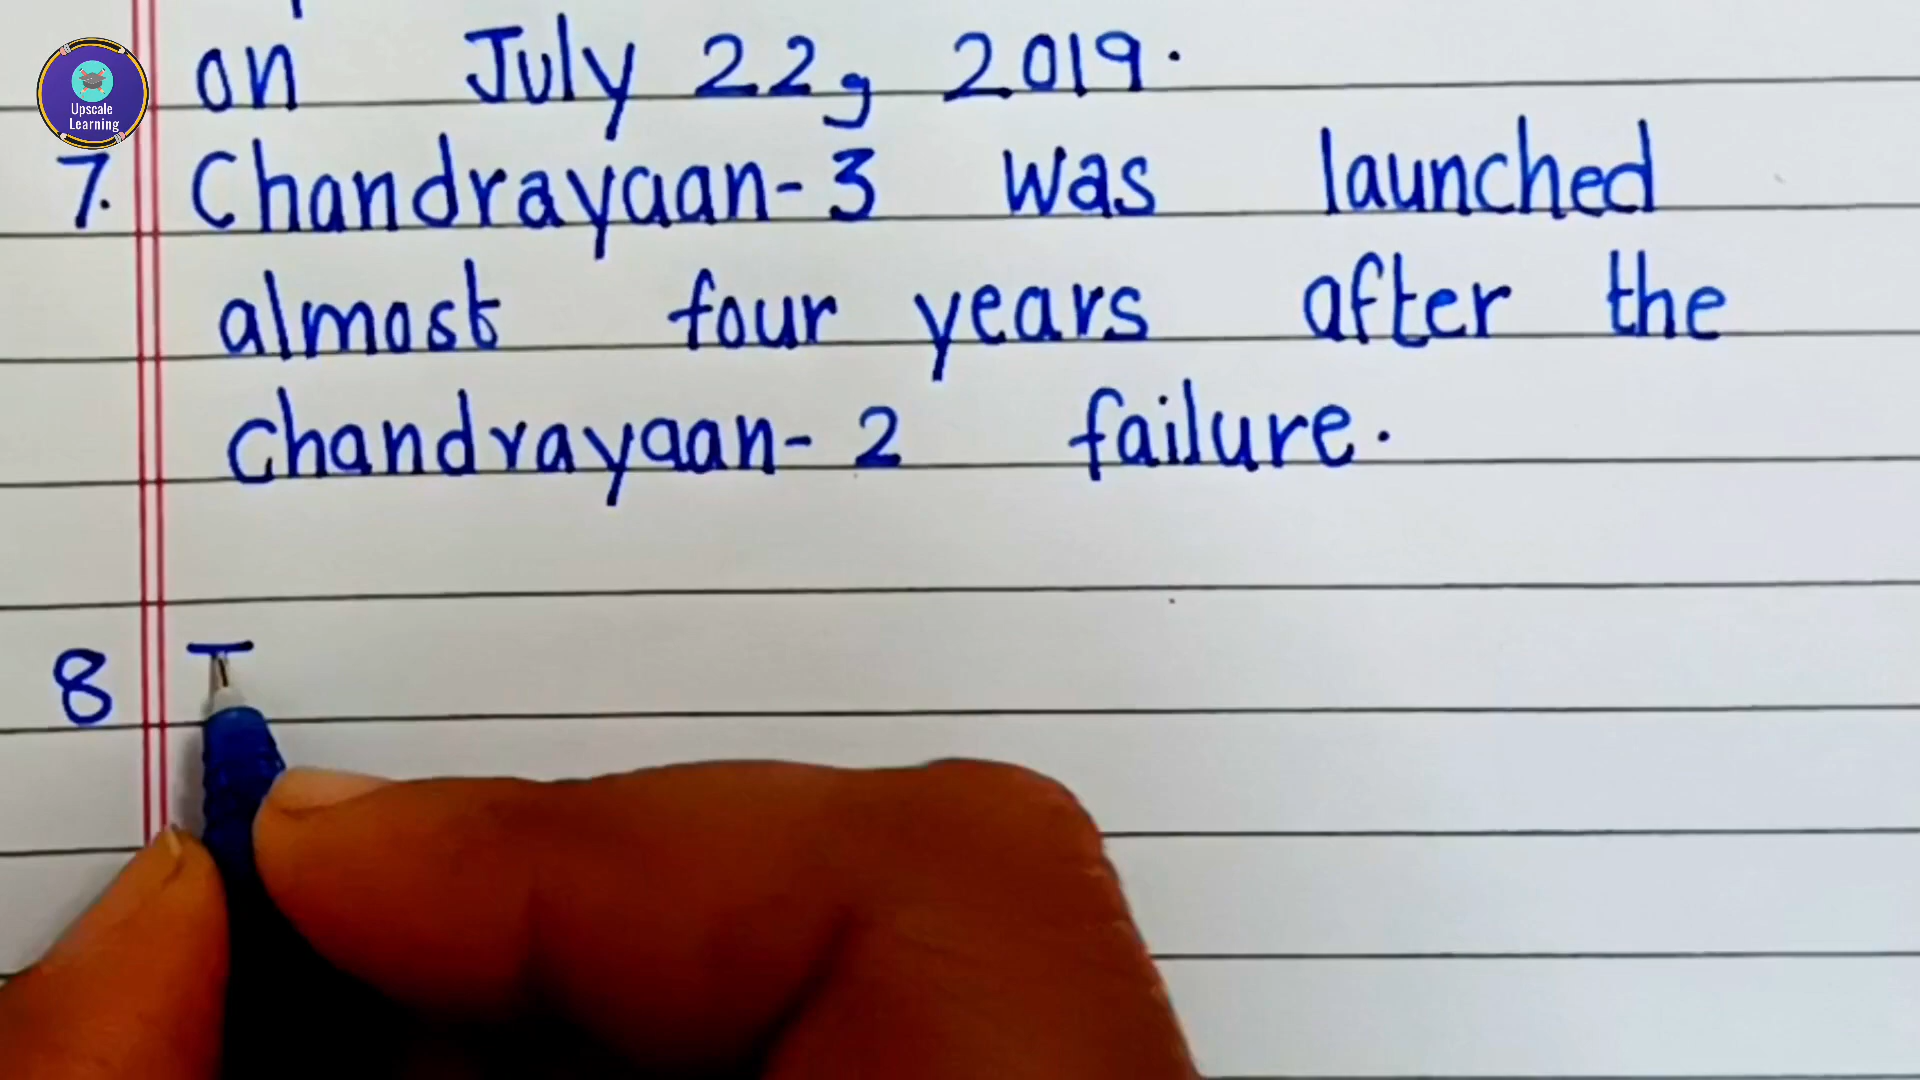 Upscale
Learning
on July 22, 2019.
7. Chandrayaan-3 was launched
almost four years after the
chandrayaan-2 failure.
8 T